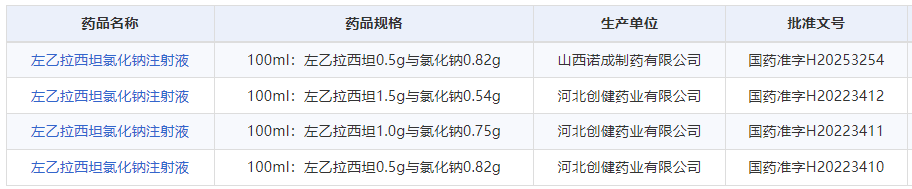 药品名称 药品规格 生产单位 批准文号
左乙拉西坦氯化钠注射液 100ml：左乙拉西坦0.5g与氯化钠0.82g 山西诺成制药有限公司 国药准字H20253254
左乙拉西坦氯化钠注射液 100ml：左乙拉西坦1.5g与氯化钠0.54g 河北创健药业有限公司 国药准字H20223412
左乙拉西坦氯化钠注射液 100ml：左乙拉西坦1.0g与氯化钠0.75g 河北创健药业有限公司 国药准字H20223411
左乙拉西坦氯化钠注射液 100ml：左乙拉西坦0.5g与氯化钠0.82g 河北创健药业有限公司 国药准字H20223410